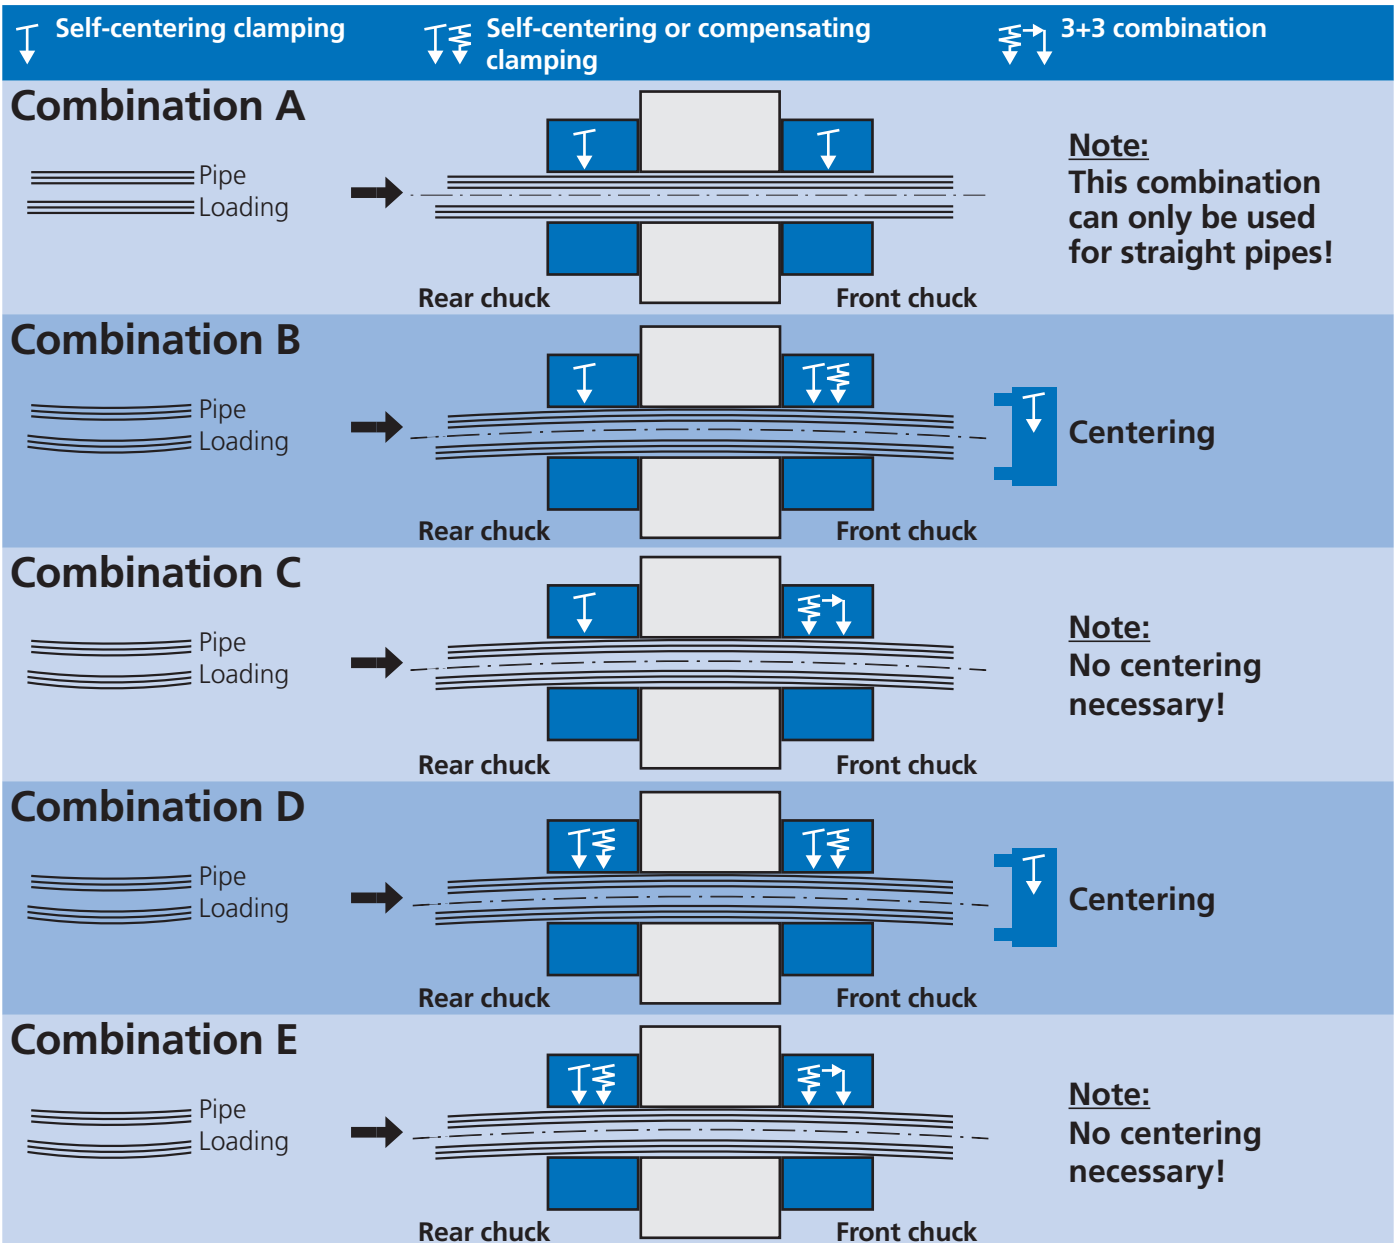 Self-centering clamping
Self-centering or compensating
clamping
3+3 combination
Combination A
Pipe
Loading
Rear chuck
Front chuck
Note:
This combination
can only be used
for straight pipes!
Combination B
Pipe
Loading
Rear chuck
Front chuck
Centering
Combination C
Pipe
Loading
Rear chuck
Front chuck
Note:
No centering
necessary!
Combination D
Pipe
Loading
Rear chuck
Front chuck
Centering
Combination E
Pipe
Loading
Rear chuck
Front chuck
Note:
No centering
necessary!